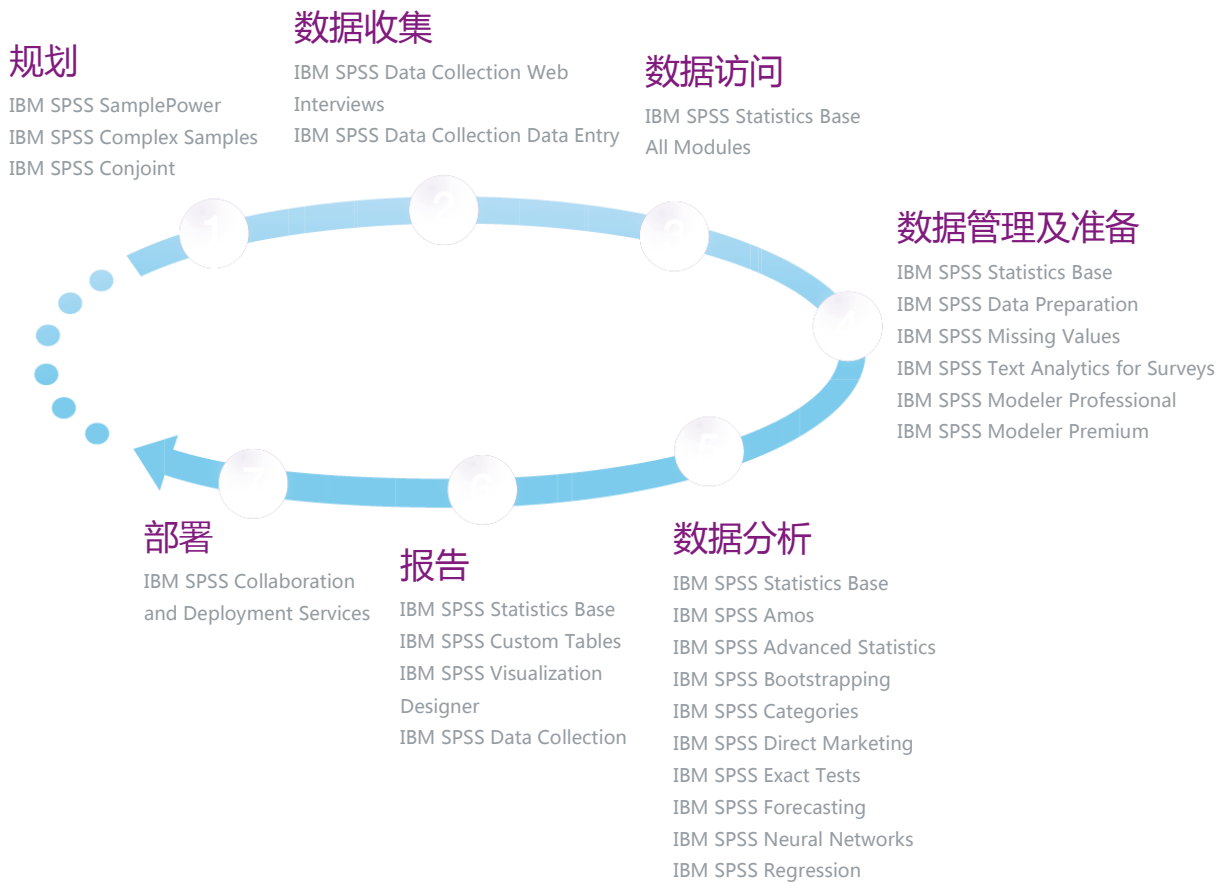 规划
IBM SPSS SamplePower
IBM SPSS Complex Samples
IBM SPSS Conjoint
1
数据收集
IBM SPSS Data Collection Web
Interviews
IBM SPSS Data Collection Data Entry
2
数据访问
IBM SPSS Statistics Base
All Modules
3
数据管理及准备
IBM SPSS Statistics Base
IBM SPSS Data Preparation
IBM SPSS Missing Values
IBM SPSS Text Analytics for Surveys
IBM SPSS Modeler Professional
IBM SPSS Modeler Premium
4
数据分析
IBM SPSS Statistics Base
IBM SPSS Amos
IBM SPSS Advanced Statistics
IBM SPSS Bootstrapping
IBM SPSS Categories
IBM SPSS Direct Marketing
IBM SPSS Exact Tests
IBM SPSS Forecasting
IBM SPSS Neural Networks
IBM SPSS Regression
5
报告
IBM SPSS Statistics Base
IBM SPSS Custom Tables
IBM SPSS Visualization
Designer
IBM SPSS Data Collection
6
部署
IBM SPSS Collaboration
and Deployment Services
7